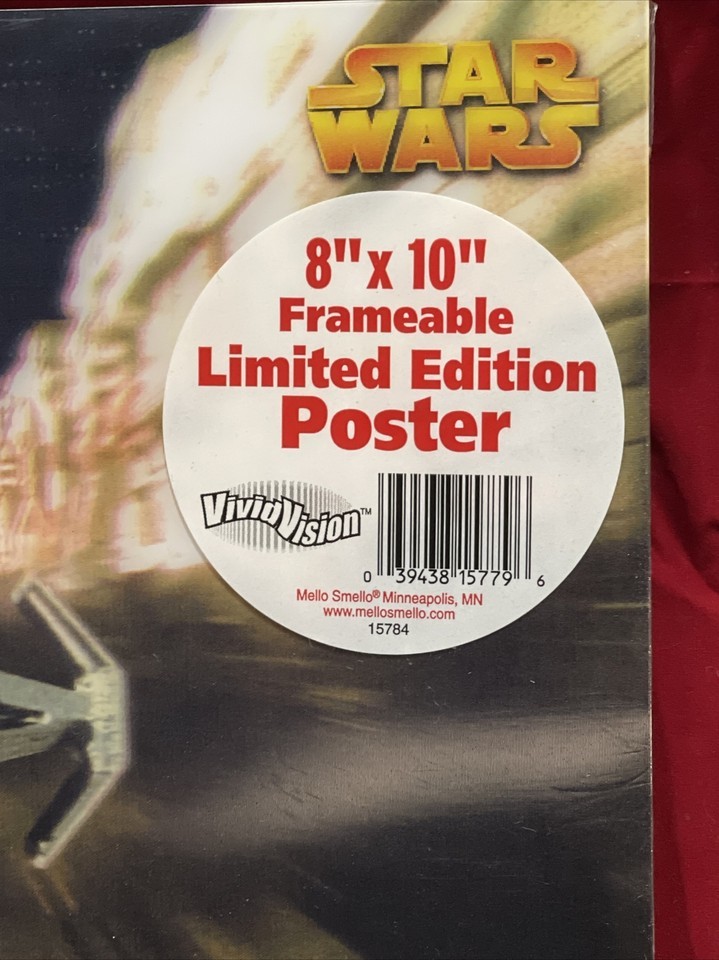 STAR
WARS
8" x 10"
Frameable
Limited Edition
Poster
VividVision™
0 39438 15779 6
Mello Smello® Minneapolis, MN
www.mellosmello.com
15784